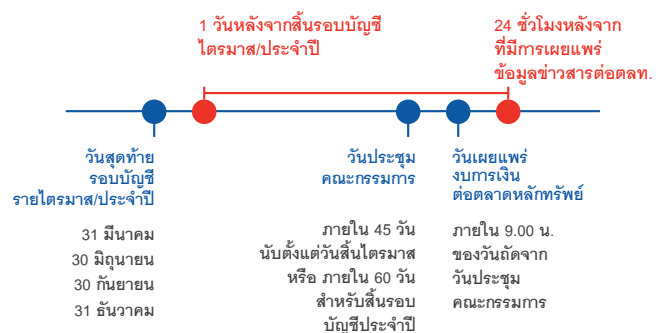 1 วันหลังจากสิ้นรอบบัญชี
ไตรมาส/ประจำปี
24 ชั่วโมงหลังจาก
ที่มีการเผยแพร่
ข้อมูลข่าวสารต่อตลท.
วันสุดท้าย
รอบบัญชี
รายไตรมาส/ประจำปี
31 มีนาคม
30 มิถุนายน
30 กันยายน
31 ธันวาคม
วันประชุม
คณะกรรมการ
ภายใน 45 วัน
นับตั้งแต่วันสิ้นไตรมาส
หรือ ภายใน 60 วัน
สำหรับสิ้นรอบ
บัญชีประจำปี
วันเผยแพร่
งบการเงิน
ต่อตลาดหลักทรัพย์
ภายใน 9.00 น.
ของวันถัดจาก
วันประชุม
คณะกรรมการ